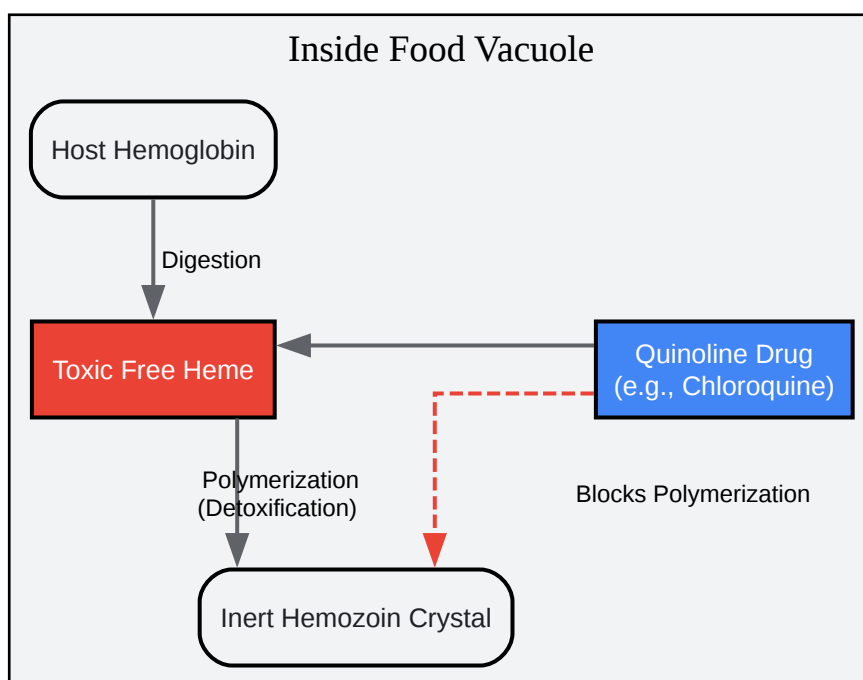 Inside Food Vacuole
Host Hemoglobin
Digestion
Toxic Free Heme
Quinoline Drug
(e.g., Chloroquine)
Polymerization
(Detoxification)
Blocks Polymerization
Inert Hemozoin Crystal